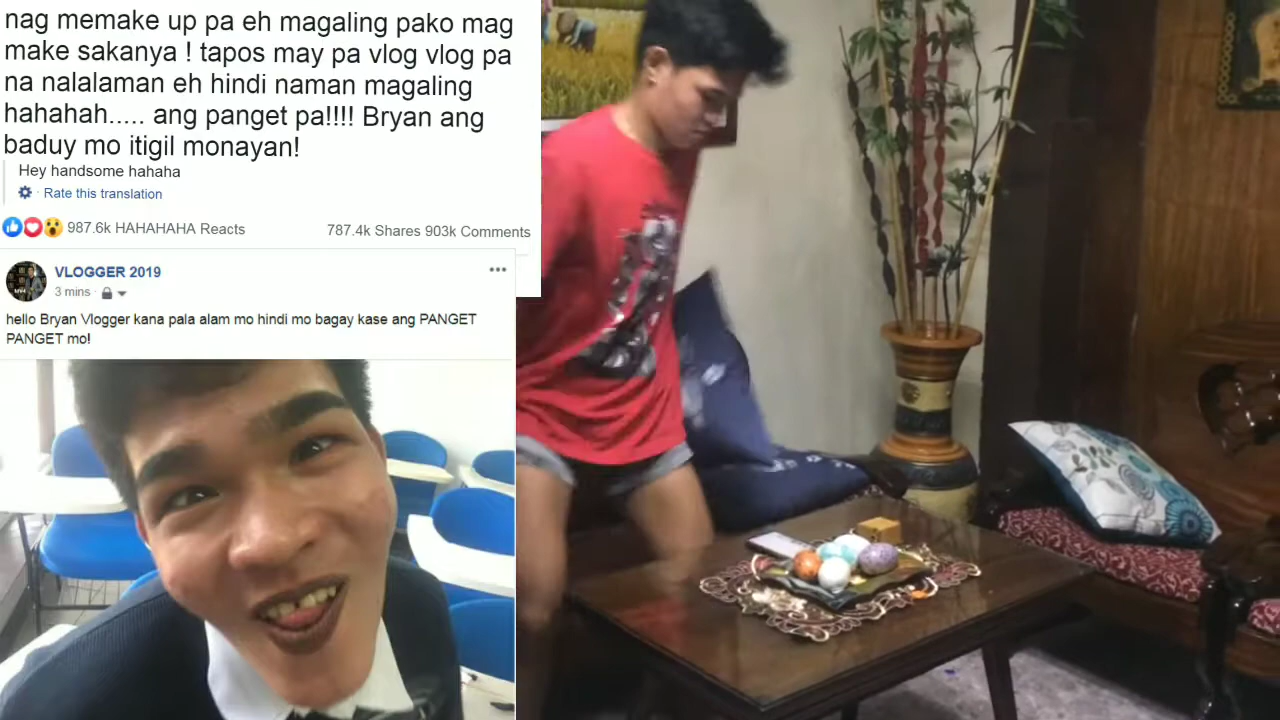 nag memake up pa eh magaling pako mag
make sakanya ! tapos may pa vlog vlog pa
na nalalaman eh hindi naman magaling
hahahah..... ang panget pa!!!! Bryan ang
baduy mo itigil monayan!
Hey handsome hahaha
· Rate this translation
987.6k HAHAHAHA Reacts 787.4k Shares 903k Comments
VLOGGER 2019
3 mins ·
hello Bryan Vlogger kana pala alam mo hindi mo bagay kase ang PANGET
PANGET mo!